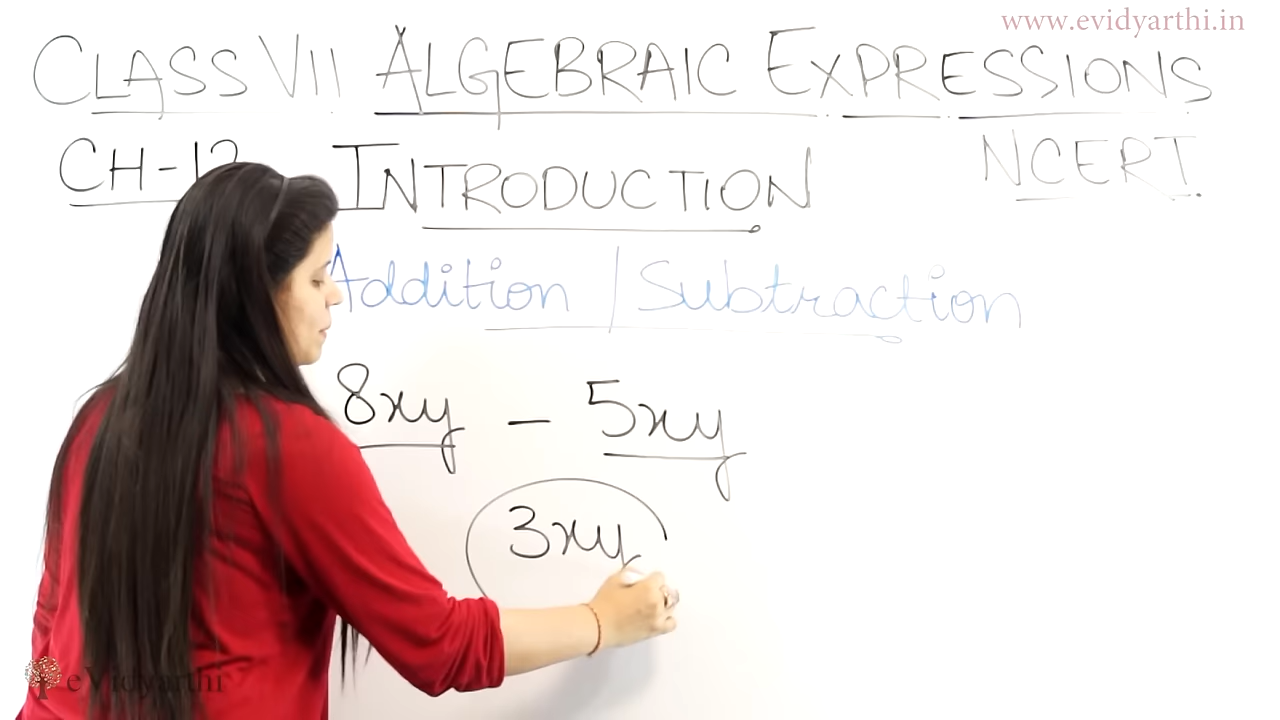 www.evidyarthi.in
CLASS VII ALGEBRAIC EXPRESSIONS
CH-12 INTRODUCTION NCERT
Addition / Subtraction
8xy - 5xy
3xy
eVidyarthi